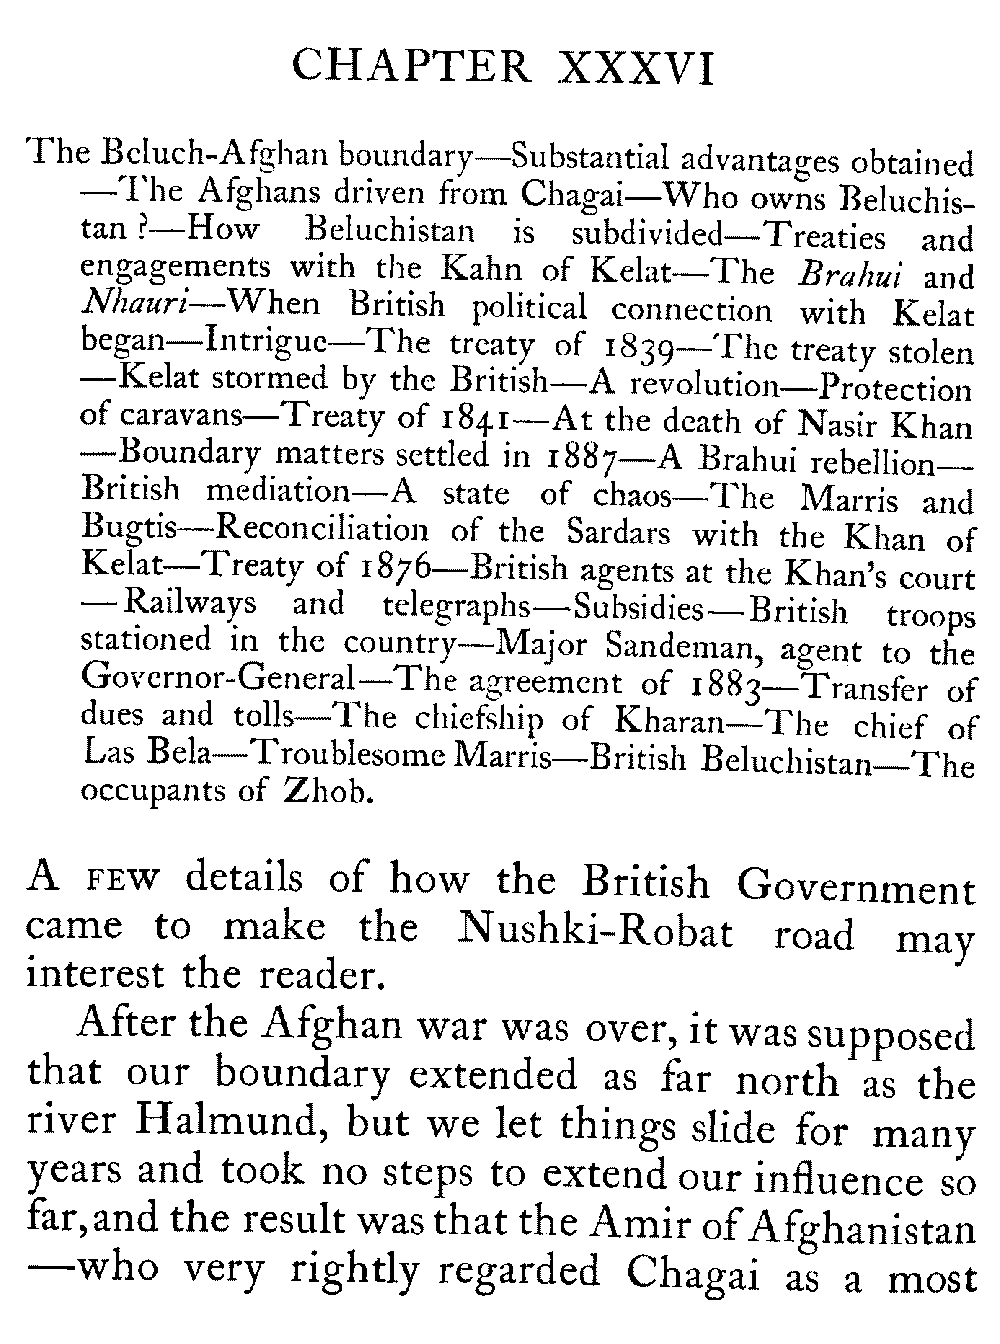 CHAPTER XXXVI
The Beluch-Afghan boundary—Substantial advantages obtained
—The Afghans driven from Chagai—Who owns Beluchis-
tan ?—How Beluchistan is subdivided—Treaties and
engagements with the Kahn of Kelat—The Brahui and
Nhauri—When British political connection with Kelat
began—Intrigue—The treaty of 1839—The treaty stolen
—Kelat stormed by the British—A revolution—Protection
of caravans—Treaty of 1841—At the death of Nasir Khan
—Boundary matters settled in 1887—A Brahui rebellion—
British mediation—A state of chaos—The Marris and
Bugtis—Reconciliation of the Sardars with the Khan of
Kelat—Treaty of 1876—British agents at the Khan's court
—Railways and telegraphs—Subsidies—British troops
stationed in the country—Major Sandeman, agent to the
Governor-General—The agreement of 1883—Transfer of
dues and tolls—The chiefship of Kharan—The chief of
Las Bela—Troublesome Marris—British Beluchistan—The
occupants of Zhob.
A FEW details of how the British Government
came to make the Nushki-Robat road may
interest the reader.
After the Afghan war was over, it was supposed
that our boundary extended as far north as the
river Halmund, but we let things slide for many
years and took no steps to extend our influence so
far, and the result was that the Amir of Afghanistan
—who very rightly regarded Chagai as a most